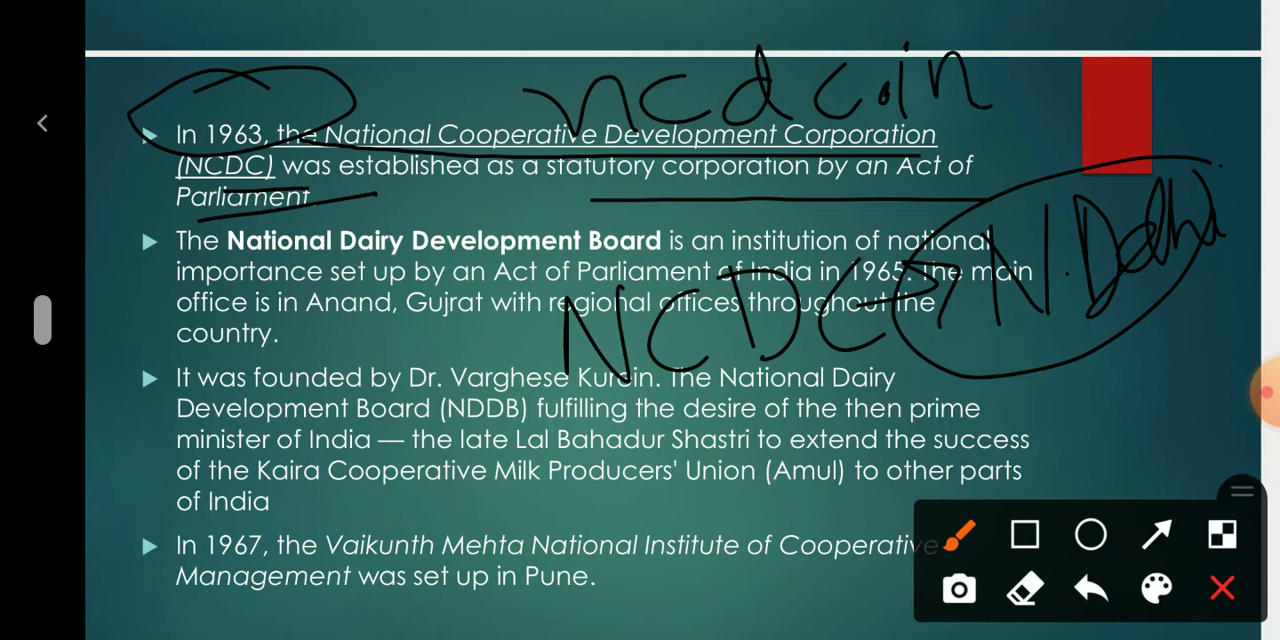 ncdc.in
In 1963, the National Cooperative Development Corporation
(NCDC) was established as a statutory corporation by an Act of
Parliament.
The National Dairy Development Board is an institution of national
importance set up by an Act of Parliament of India in 1965. The main
office is in Anand, Gujrat with regional offices throughout the
country.
NCDC → N.Delhi
It was founded by Dr. Varghese Kurein. The National Dairy
Development Board (NDDB) fulfilling the desire of the then prime
minister of India — the late Lal Bahadur Shastri to extend the success
of the Kaira Cooperative Milk Producers' Union (Amul) to other parts
of India
In 1967, the Vaikunth Mehta National Institute of Cooperative
Management was set up in Pune.